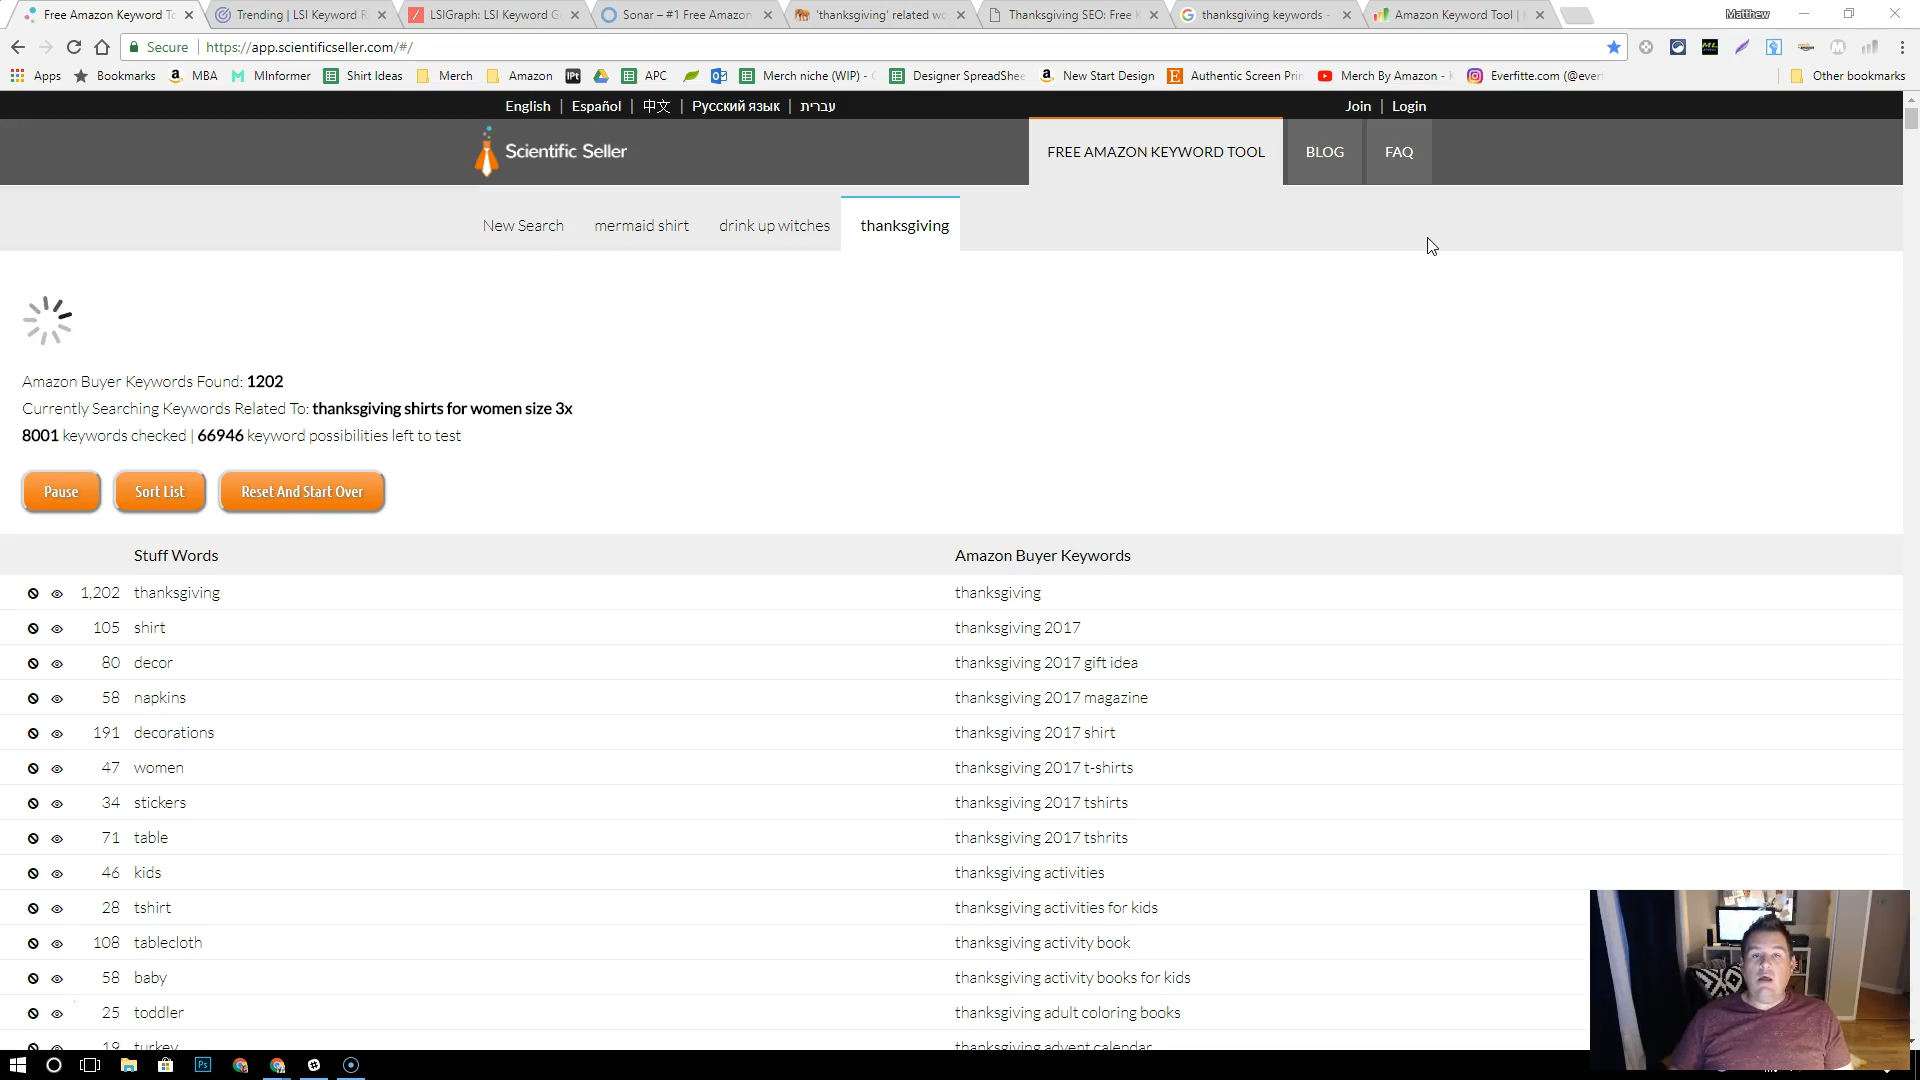 Free Amazon Keyword To
Trending | LSI Keyword R
LSIGraph: LSI Keyword G
Sonar – #1 Free Amazon
'thanksgiving' related wo
Thanksgiving SEO: Free K
thanksgiving keywords -
Amazon Keyword Tool |
Matthew
Secure
https://app.scientificseller.com/#/
Apps
Bookmarks
MBA
MInformer
Shirt Ideas
Merch
Amazon
IPt
APC
Merch niche (WIP) -
Designer SpreadShee
New Start Design
Authentic Screen Prin
Merch By Amazon -
Everfitte.com (@ever
Other bookmarks
English | Español | 中文 | Русский язык | עברית
Join | Login
Scientific Seller
FREE AMAZON KEYWORD TOOL
BLOG
FAQ
New Search
mermaid shirt
drink up witches
thanksgiving
Amazon Buyer Keywords Found: 1202
Currently Searching Keywords Related To: thanksgiving shirts for women size 3x
8001 keywords checked | 66946 keyword possibilities left to test
Pause
Sort List
Reset And Start Over
Stuff Words
Amazon Buyer Keywords
1,202 thanksgiving
thanksgiving
105 shirt
thanksgiving 2017
80 decor
thanksgiving 2017 gift idea
58 napkins
thanksgiving 2017 magazine
191 decorations
thanksgiving 2017 shirt
47 women
thanksgiving 2017 t-shirts
34 stickers
thanksgiving 2017 tshirts
71 table
thanksgiving 2017 tshrits
46 kids
thanksgiving activities
28 tshirt
thanksgiving activities for kids
108 tablecloth
thanksgiving activity book
58 baby
thanksgiving activity books for kids
25 toddler
thanksgiving adult coloring books
19 turkey
thanksgiving advent calendar
Ps